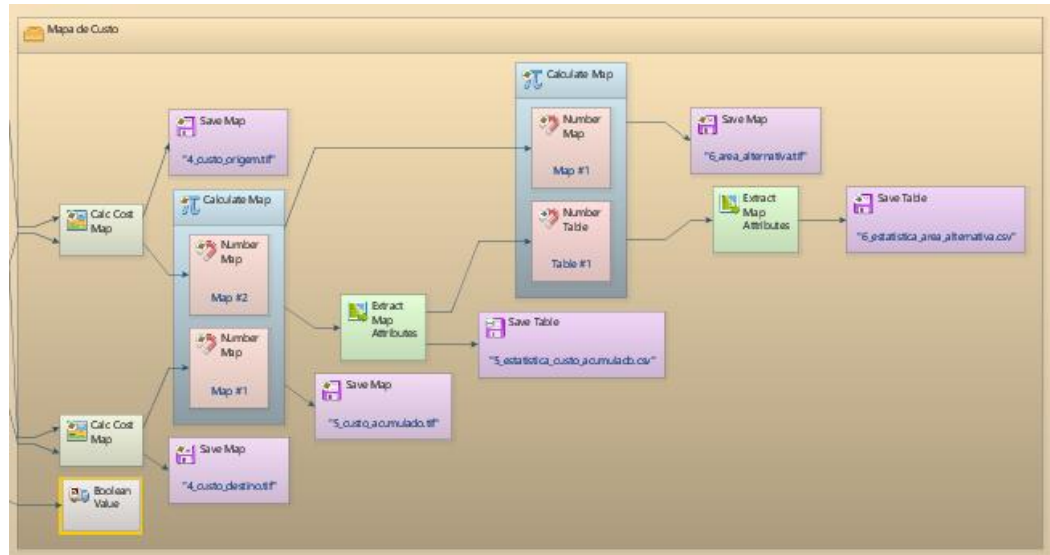 Mapa de Custo
Save Map
"4_custo_origem.tif"
Calc Cost
Map
Calculate Map
Number
Map
Map #2
Number
Map
Map #1
Extract
Map
Attributes
Save Map
"5_custo_acumulado.tif"
Calc Cost
Map
Save Map
"4_custo_destino.tif"
Boolean
Value
Calculate Map
Number
Map
Map #1
Number
Table
Table #1
Save Map
"6_area_alternativa.tif"
Extract
Map
Attributes
Save Table
"6_estatistica_area_alternativa.csv"
Save Table
"5_estatistica_custo_acumulado.csv"